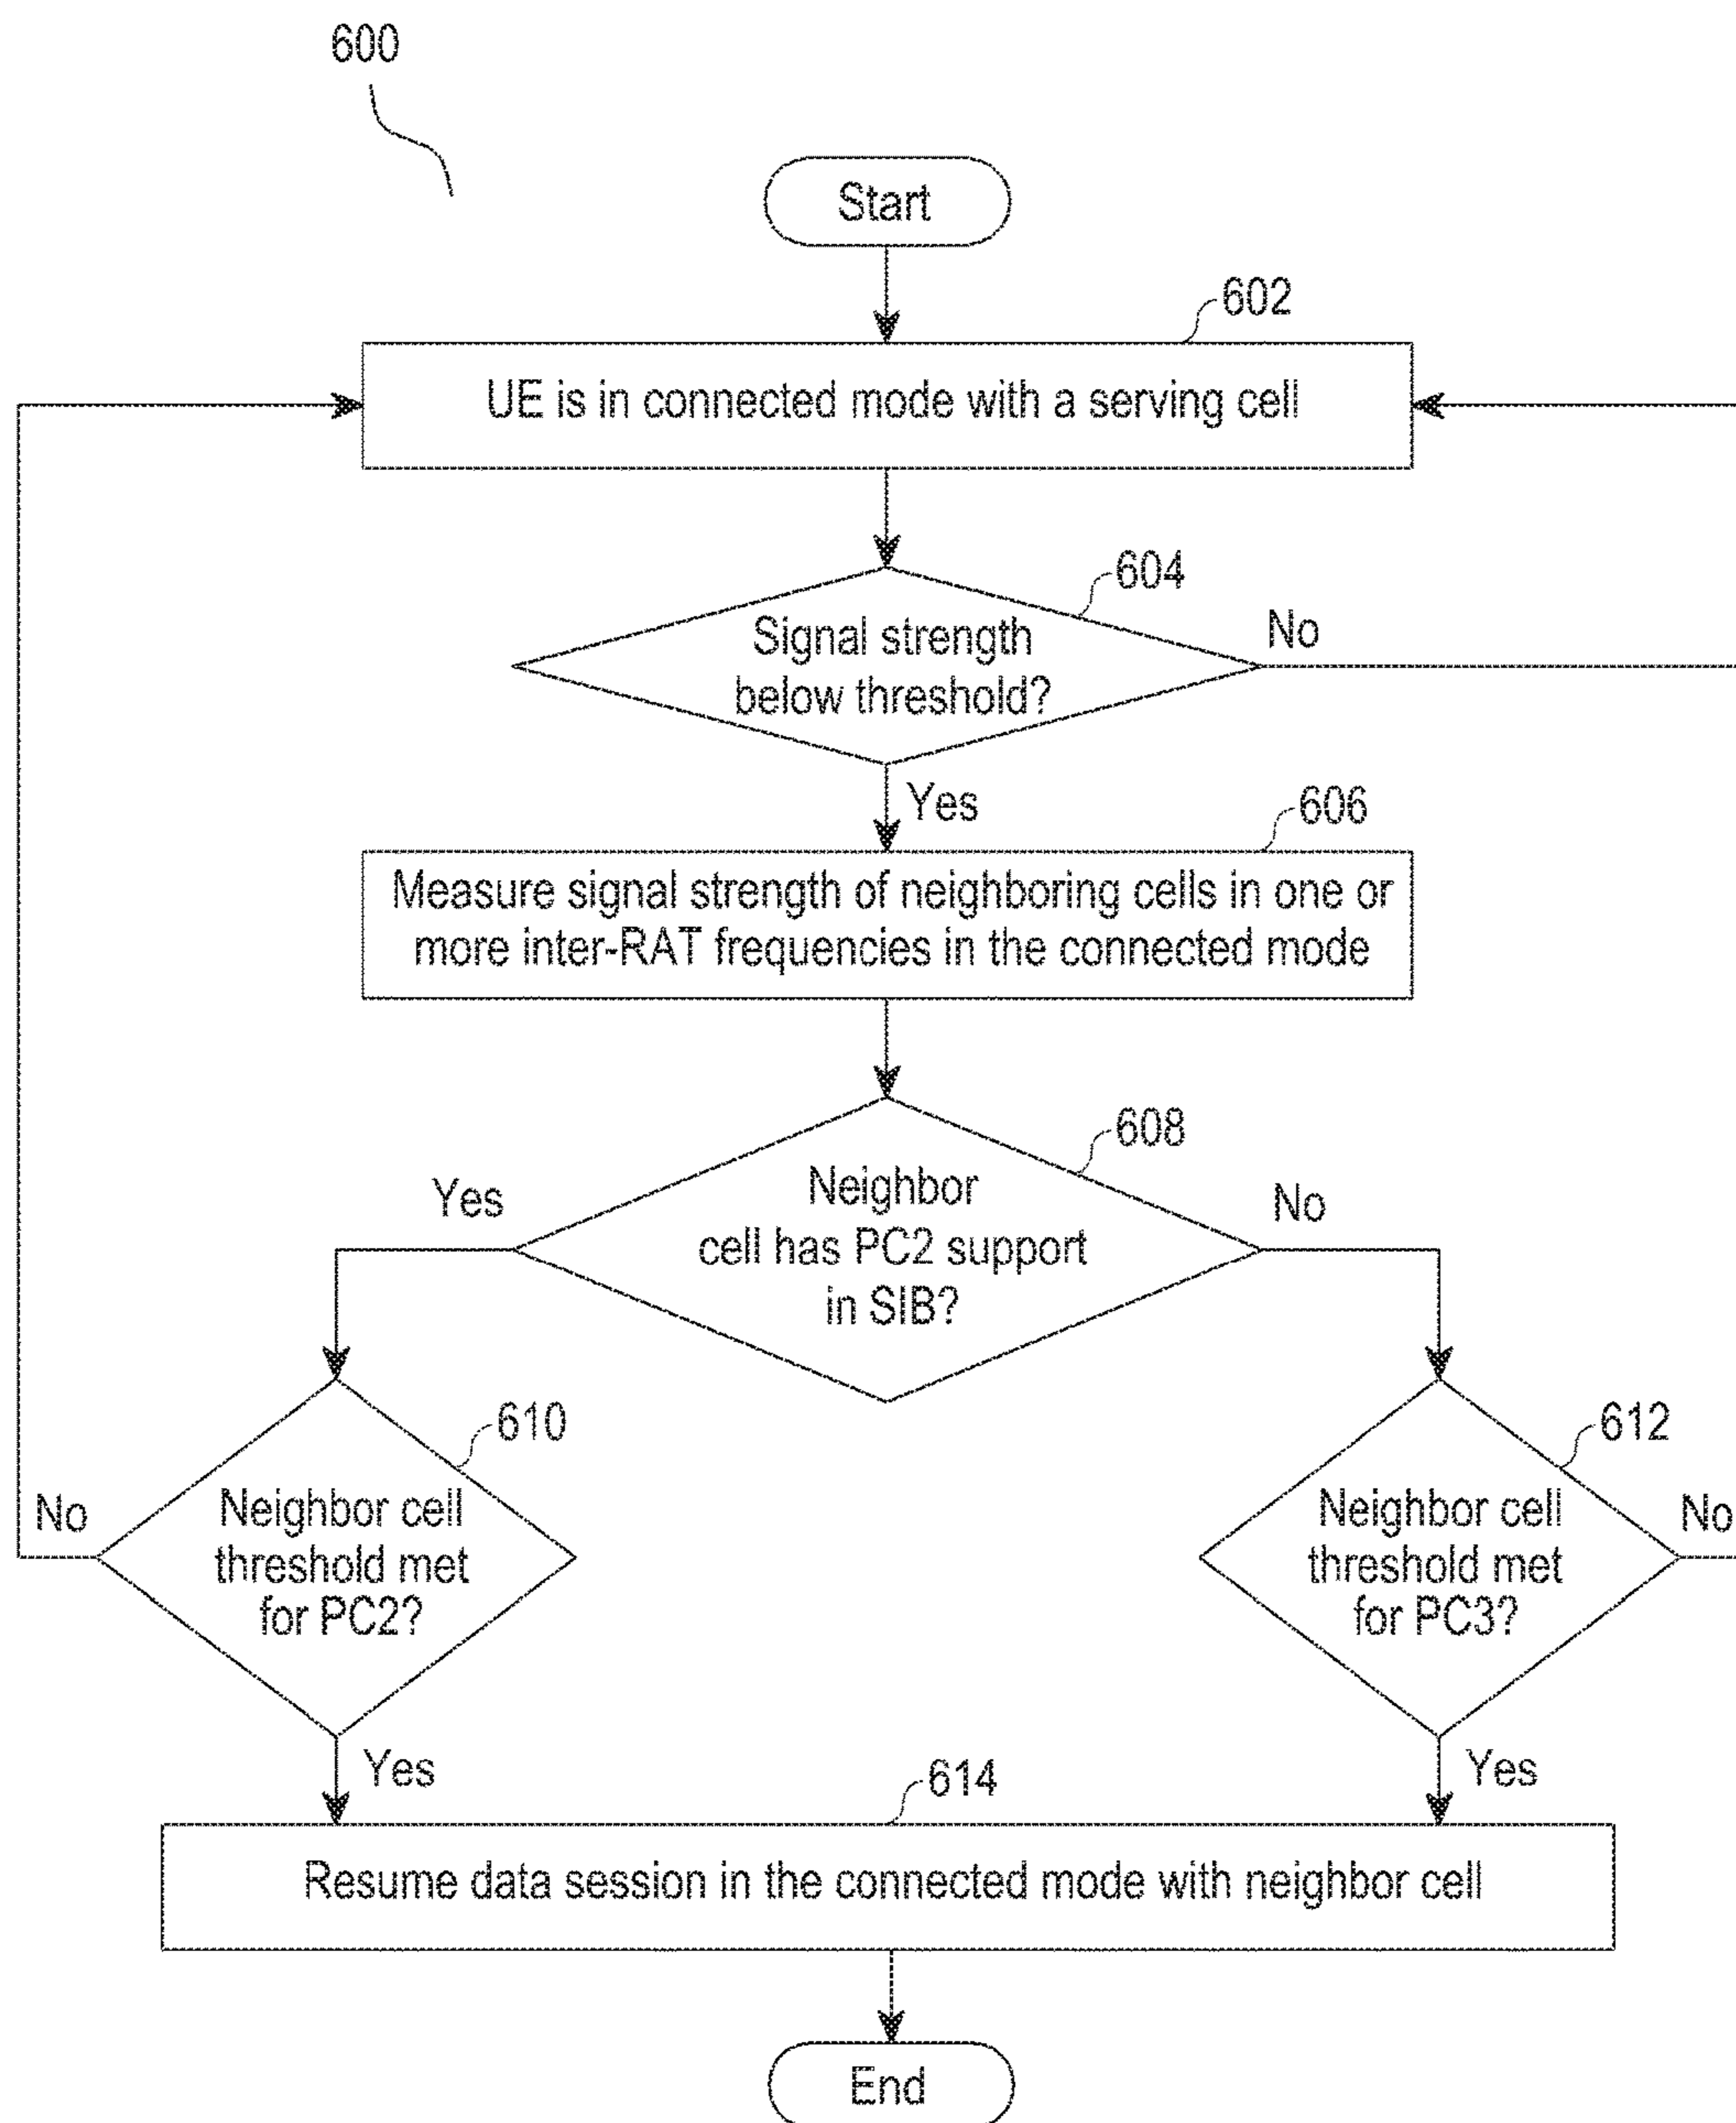 600
Start
602
UE is in connected mode with a serving cell
604
Signal strength
below threshold?
No
Yes
606
Measure signal strength of neighboring cells in one or
more inter-RAT frequencies in the connected mode
608
Neighbor
cell has PC2 support
in SIB?
Yes
No
610
Neighbor cell
threshold met
for PC2?
No
Yes
612
Neighbor cell
threshold met
for PC3?
No
Yes
614
Resume data session in the connected mode with neighbor cell
End